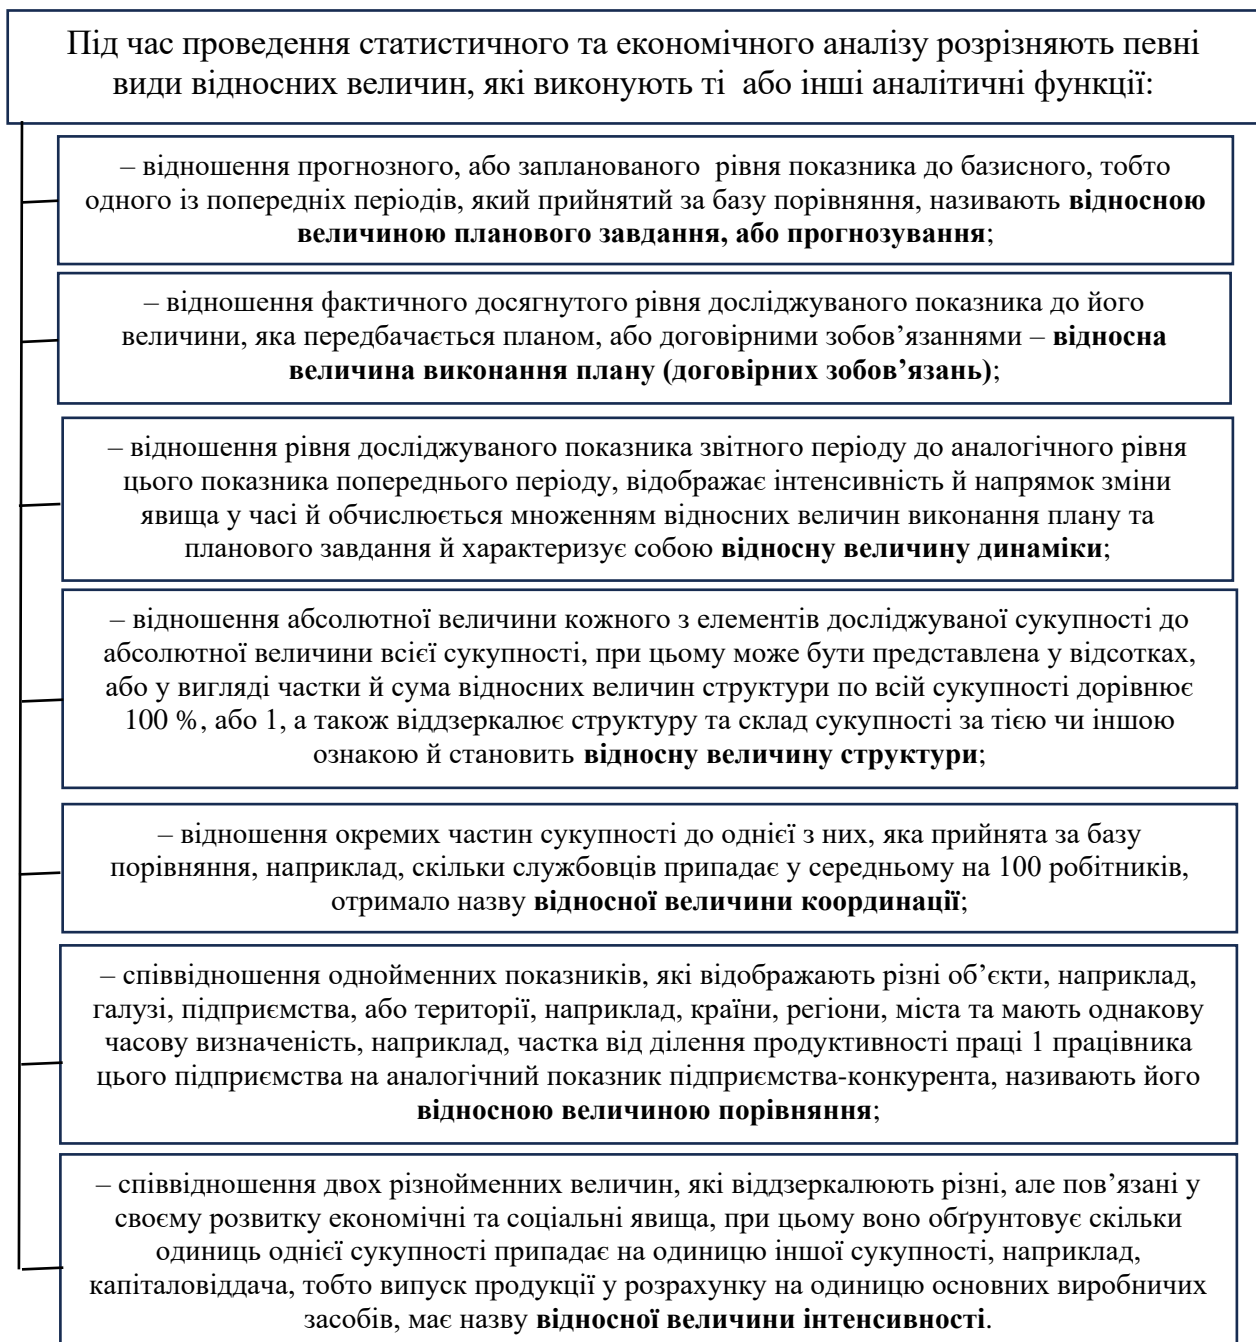 Під час проведення статистичного та економічного аналізу розрізняють певні
види відносних величин, які виконують ті або інші аналітичні функції:
– відношення прогнозного, або запланованого рівня показника до базисного, тобто
одного із попередніх періодів, який прийнятий за базу порівняння, називають відносною
величиною планового завдання, або прогнозування;
– відношення фактичного досягнутого рівня досліджуваного показника до його
величини, яка передбачається планом, або договірними зобов’язаннями – відносна
величина виконання плану (договірних зобов’язань);
– відношення рівня досліджуваного показника звітного періоду до аналогічного рівня
цього показника попереднього періоду, відображає інтенсивність й напрямок зміни
явища у часі й обчислюється множенням відносних величин виконання плану та
планового завдання й характеризує собою відносну величину динаміки;
– відношення абсолютної величини кожного з елементів досліджуваної сукупності до
абсолютної величини всієї сукупності, при цьому може бути представлена у відсотках,
або у вигляді частки й сума відносних величин структури по всій сукупності дорівнює
100 %, або 1, а також віддзеркалює структуру та склад сукупності за тією чи іншою
ознакою й становить відносну величину структури;
– відношення окремих частин сукупності до однієї з них, яка прийнята за базу
порівняння, наприклад, скільки службовців припадає у середньому на 100 робітників,
отримало назву відносної величини координації;
– співвідношення однойменних показників, які відображають різні об’єкти, наприклад,
галузі, підприємства, або території, наприклад, країни, регіони, міста та мають однакову
часову визначеність, наприклад, частка від ділення продуктивності праці 1 працівника
цього підприємства на аналогічний показник підприємства-конкурента, називають його
відносною величиною порівняння;
– співвідношення двох різнойменних величин, які віддзеркалюють різні, але пов’язані у
своєму розвитку економічні та соціальні явища, при цьому воно обґрунтовує скільки
одиниць однієї сукупності припадає на одиницю іншої сукупності, наприклад,
капіталовіддача, тобто випуск продукції у розрахунку на одиницю основних виробничих
засобів, має назву відносної величини інтенсивності.